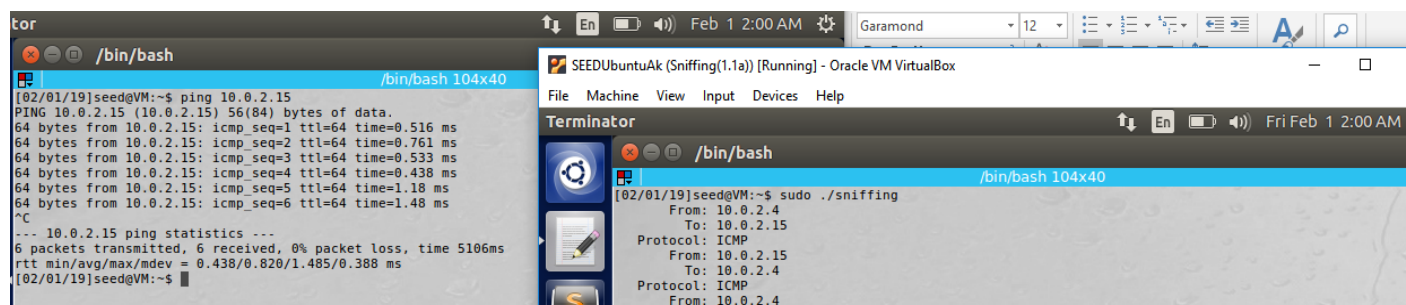 tor
En
Feb 1 2:00 AM
/bin/bash
/bin/bash 104x40
[02/01/19]seed@VM:~$ ping 10.0.2.15
PING 10.0.2.15 (10.0.2.15) 56(84) bytes of data.
64 bytes from 10.0.2.15: icmp_seq=1 ttl=64 time=0.516 ms
64 bytes from 10.0.2.15: icmp_seq=2 ttl=64 time=0.761 ms
64 bytes from 10.0.2.15: icmp_seq=3 ttl=64 time=0.533 ms
64 bytes from 10.0.2.15: icmp_seq=4 ttl=64 time=0.438 ms
64 bytes from 10.0.2.15: icmp_seq=5 ttl=64 time=1.18 ms
64 bytes from 10.0.2.15: icmp_seq=6 ttl=64 time=1.48 ms
^C
--- 10.0.2.15 ping statistics ---
6 packets transmitted, 6 received, 0% packet loss, time 5106ms
rtt min/avg/max/mdev = 0.438/0.820/1.485/0.388 ms
[02/01/19]seed@VM:~$
Garamond
12
SEEDUbuntuAk (Sniffing(1.1a)) [Running] - Oracle VM VirtualBox
File Machine View Input Devices Help
Terminator
En
Fri Feb 1 2:00 AM
/bin/bash
/bin/bash 104x40
[02/01/19]seed@VM:~$ sudo ./sniffing
From: 10.0.2.4
To: 10.0.2.15
Protocol: ICMP
From: 10.0.2.15
To: 10.0.2.4
Protocol: ICMP
From: 10.0.2.4